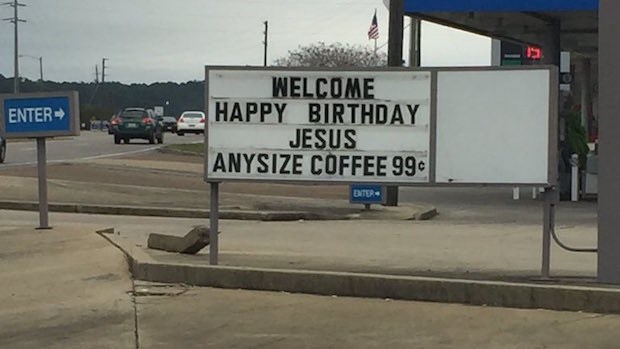 WELCOME
HAPPY BIRTHDAY
JESUS
ANYSIZE COFFEE 99¢
ENTER→
ENTER→